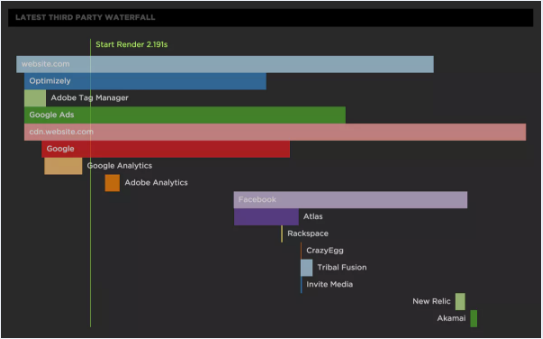 LATEST THIRD PARTY WATERFALL
Start Render 2.191s
website.com
Optimizely
Adobe Tag Manager
Google Ads
cdn.website.com
Google
Google Analytics
Adobe Analytics
Facebook
Atlas
Rackspace
CrazyEgg
Tribal Fusion
Invite Media
New Relic
Akamai